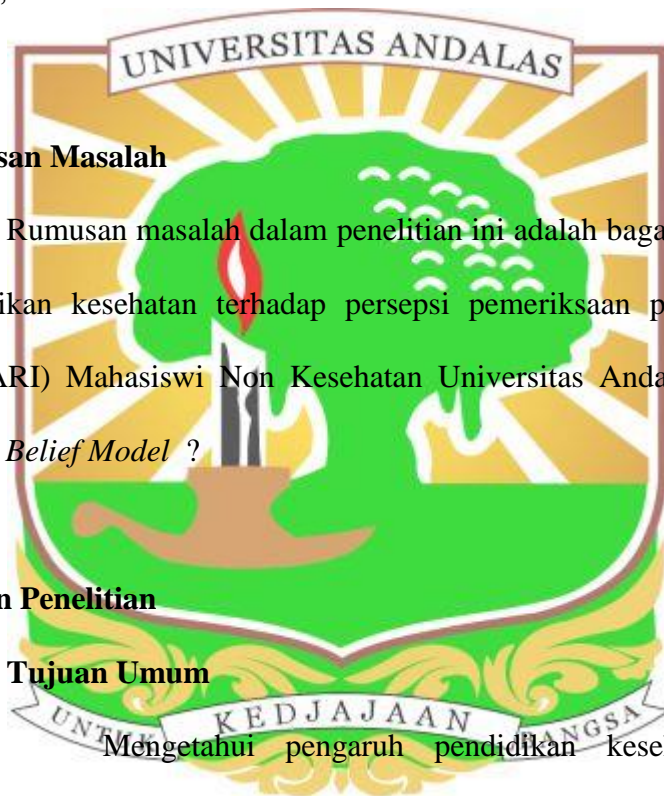 UNIVERSITAS ANDALAS
san Masalah
Rumusan masalah dalam penelitian ini adalah baga
ikan kesehatan terhadap persepsi pemeriksaan p
ARI) Mahasiswi Non Kesehatan Universitas Anda
Belief Model ?
n Penelitian
Tujuan Umum
UNTUK KEDJAJAAN BANGSA
Mengetahui pengaruh pendidikan kese